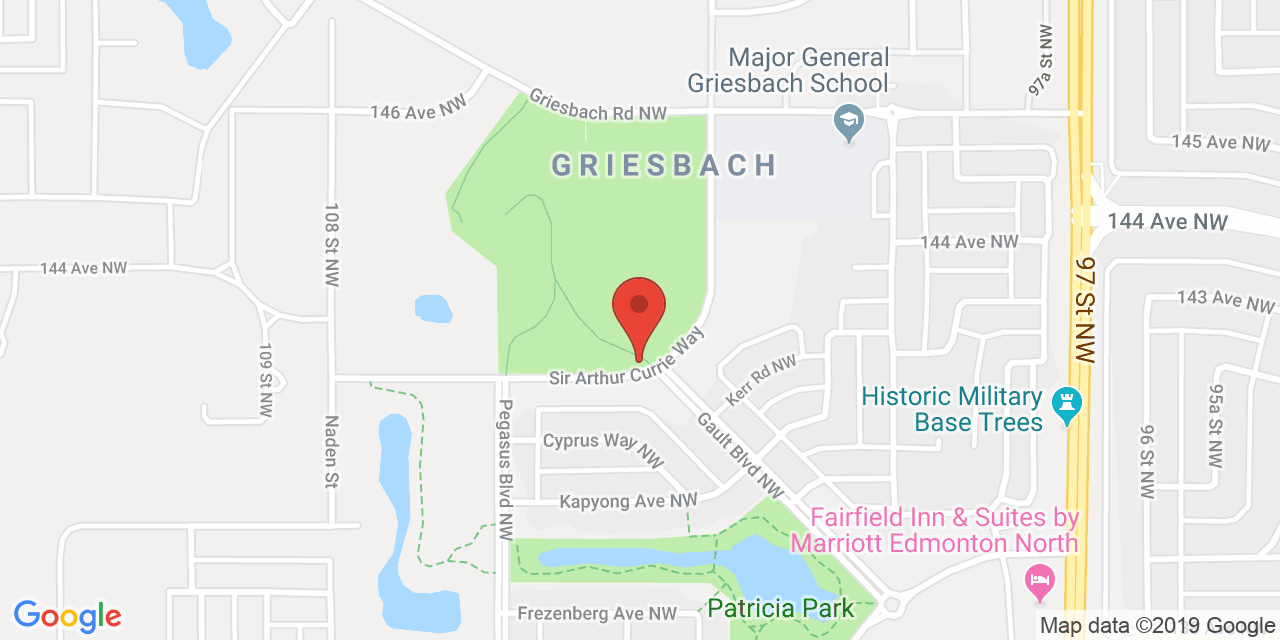 97a St NW
Major General
Griesbach School
146 Ave NW
Griesbach Rd NW
GRIESBACH
145 Ave NW
108 St NW
144 Ave NW
144 Ave NW
144 Ave NW
97 St NW
143 Ave NW
109 St NW
Sir Arthur Currie Way
Kerr Rd NW
Historic Military
Base Trees
95a St NW
Naden St
Pegasus Blvd NW
Cyprus Way NW
Gault Blvd NW
96 St NW
Kapyong Ave NW
Fairfield Inn & Suites by
Marriott Edmonton North
Patricia Park
Frezenberg Ave NW
Google
Map data ©2019 Google